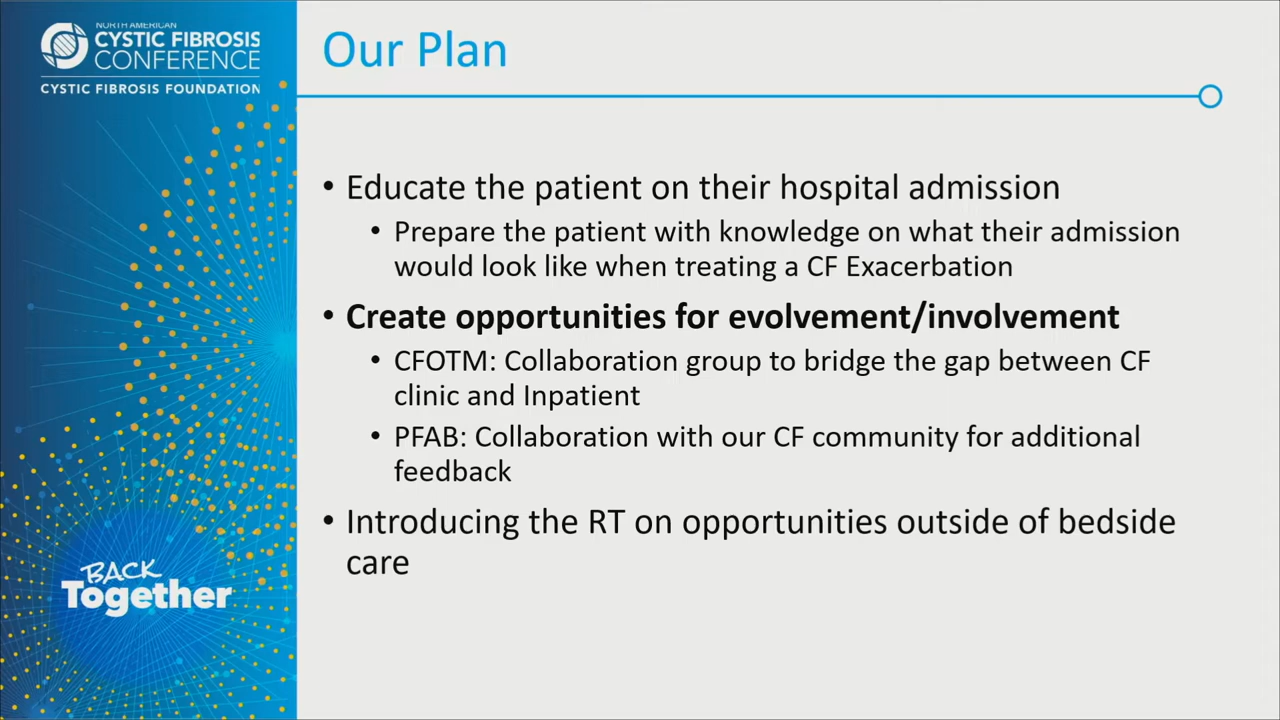 NORTH AMERICAN
CYSTIC FIBROSIS
CONFERENCE
CYSTIC FIBROSIS FOUNDATION
Our Plan
• Educate the patient on their hospital admission
• Prepare the patient with knowledge on what their admission
would look like when treating a CF Exacerbation
• Create opportunities for evolvement/involvement
• CFOTM: Collaboration group to bridge the gap between CF
clinic and Inpatient
• PFAB: Collaboration with our CF community for additional
feedback
• Introducing the RT on opportunities outside of bedside
care
BACK
Together